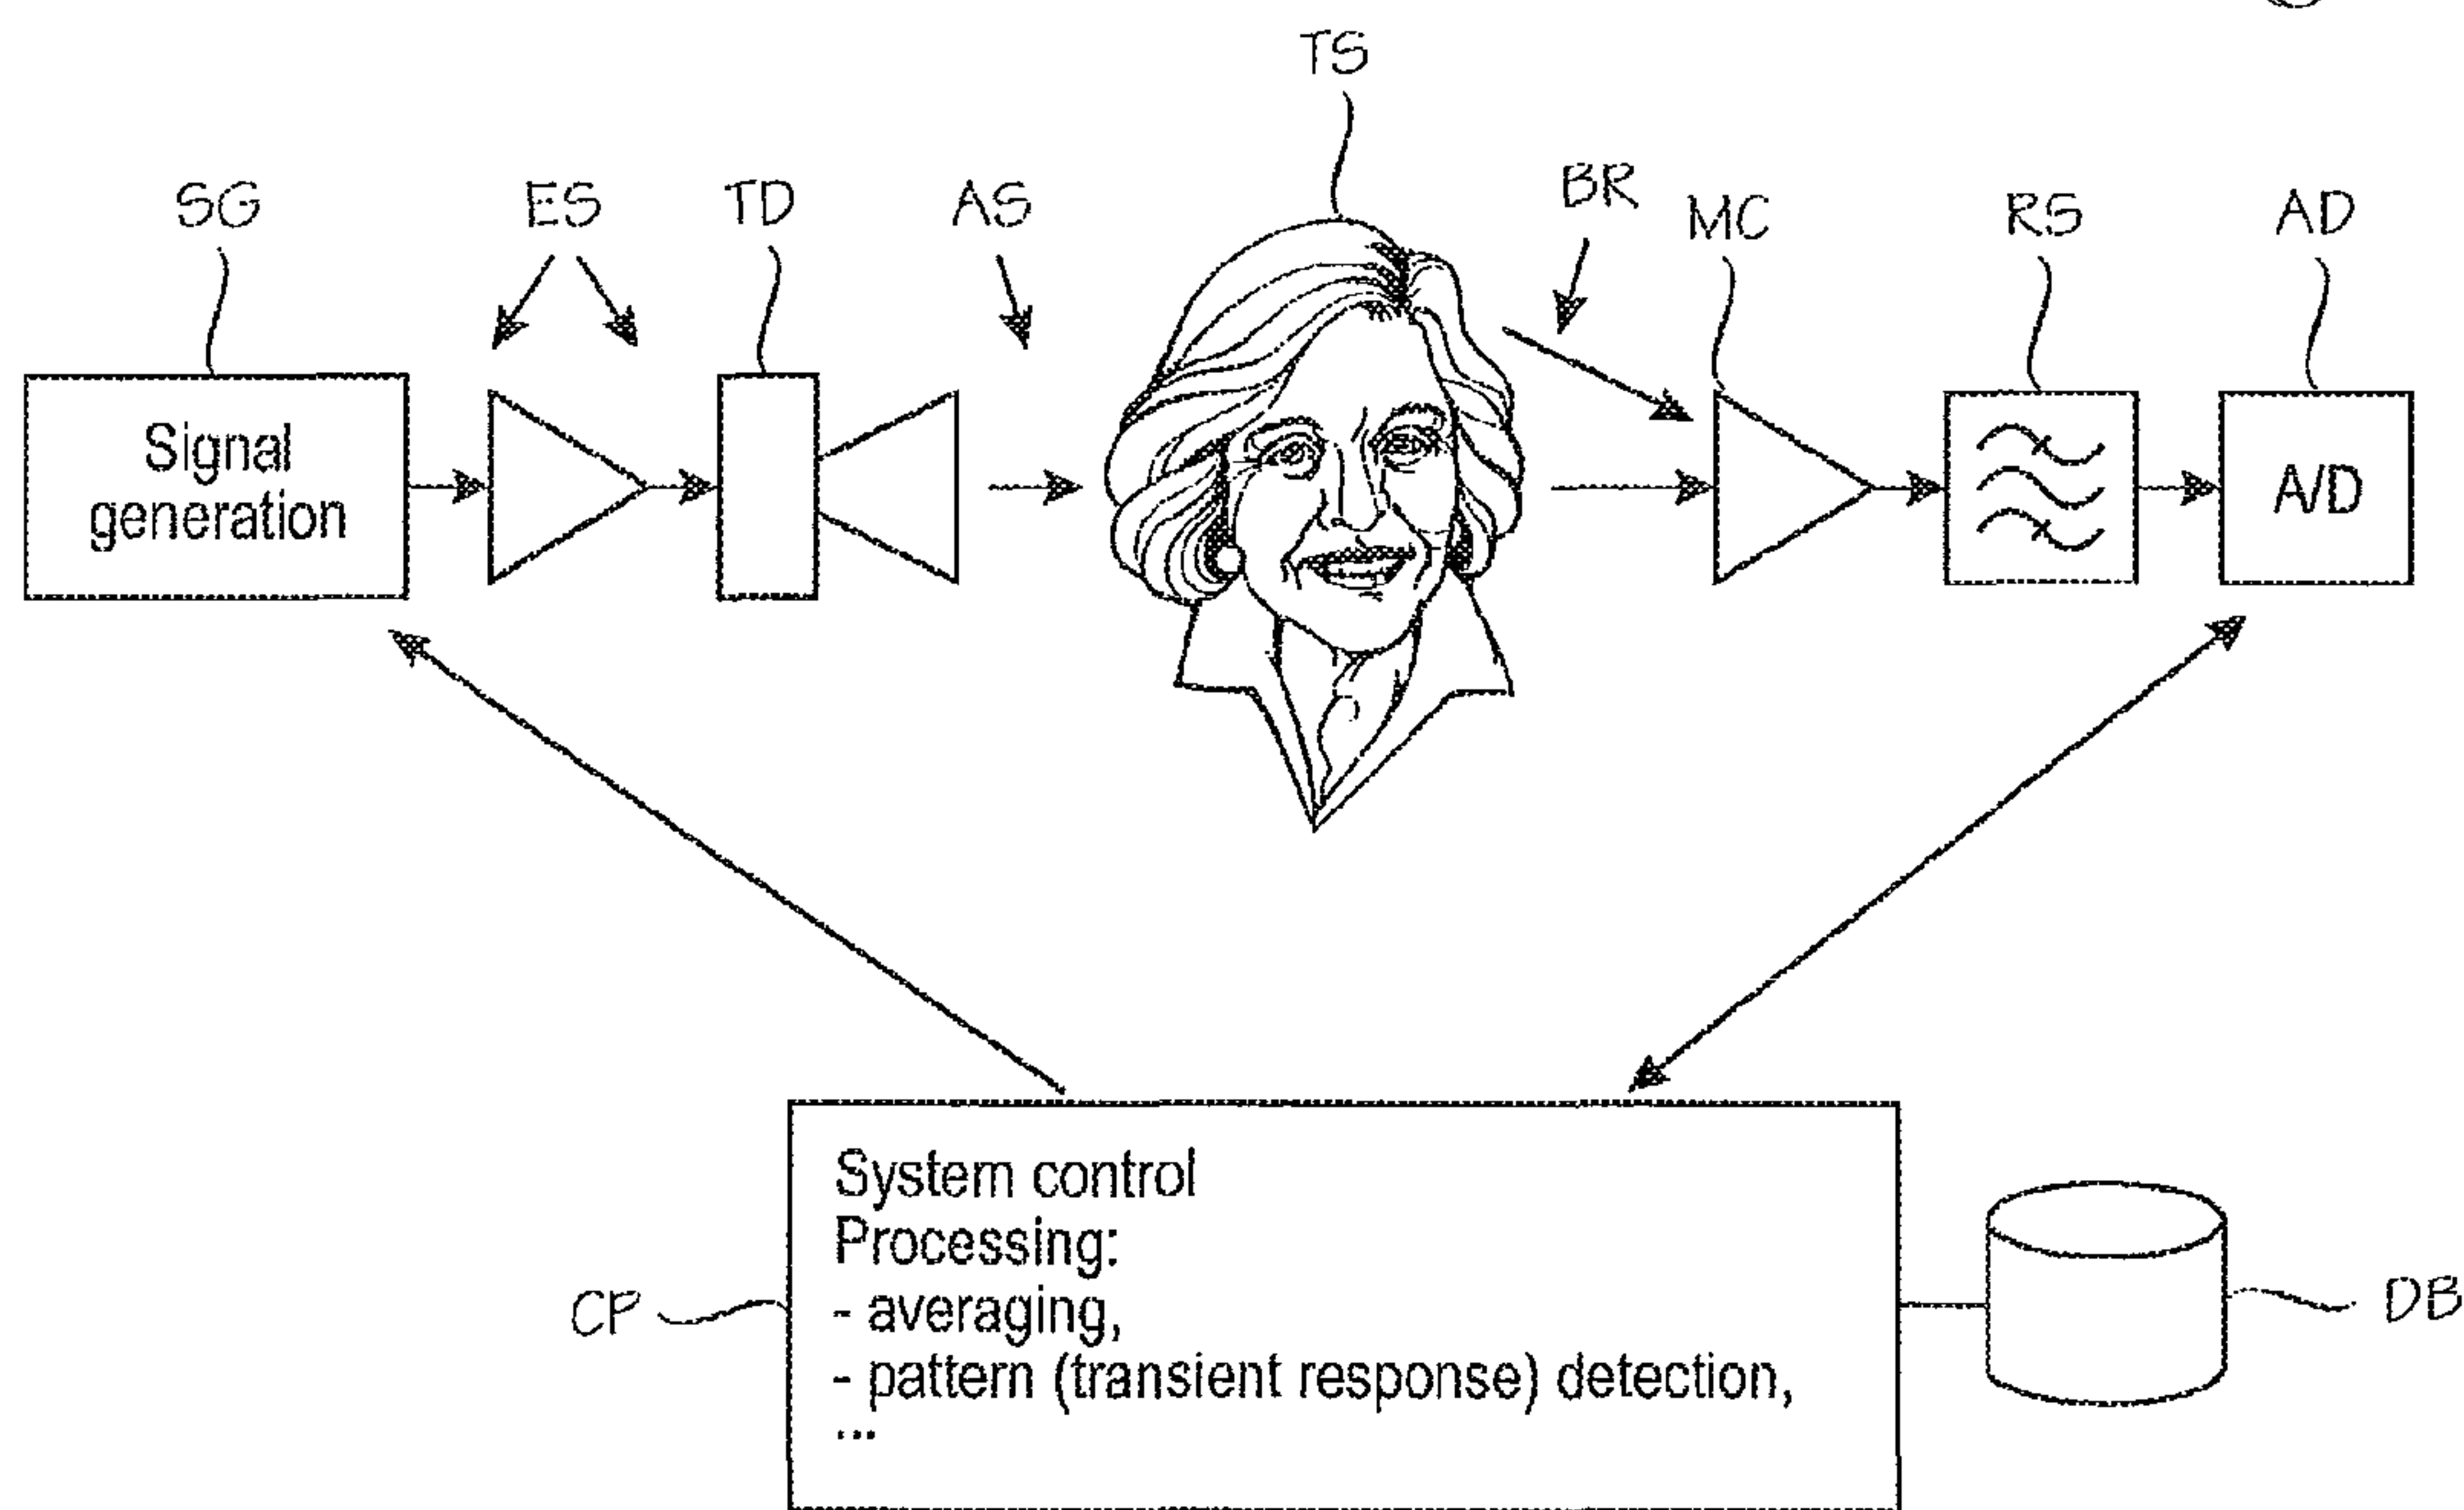 TS
SG
ES
TD
AS
BR
MC
RS
AD
Signal
generation
A/D
System control
Processing:
- averaging,
- pattern (transient response) detection,
...
CP
DB